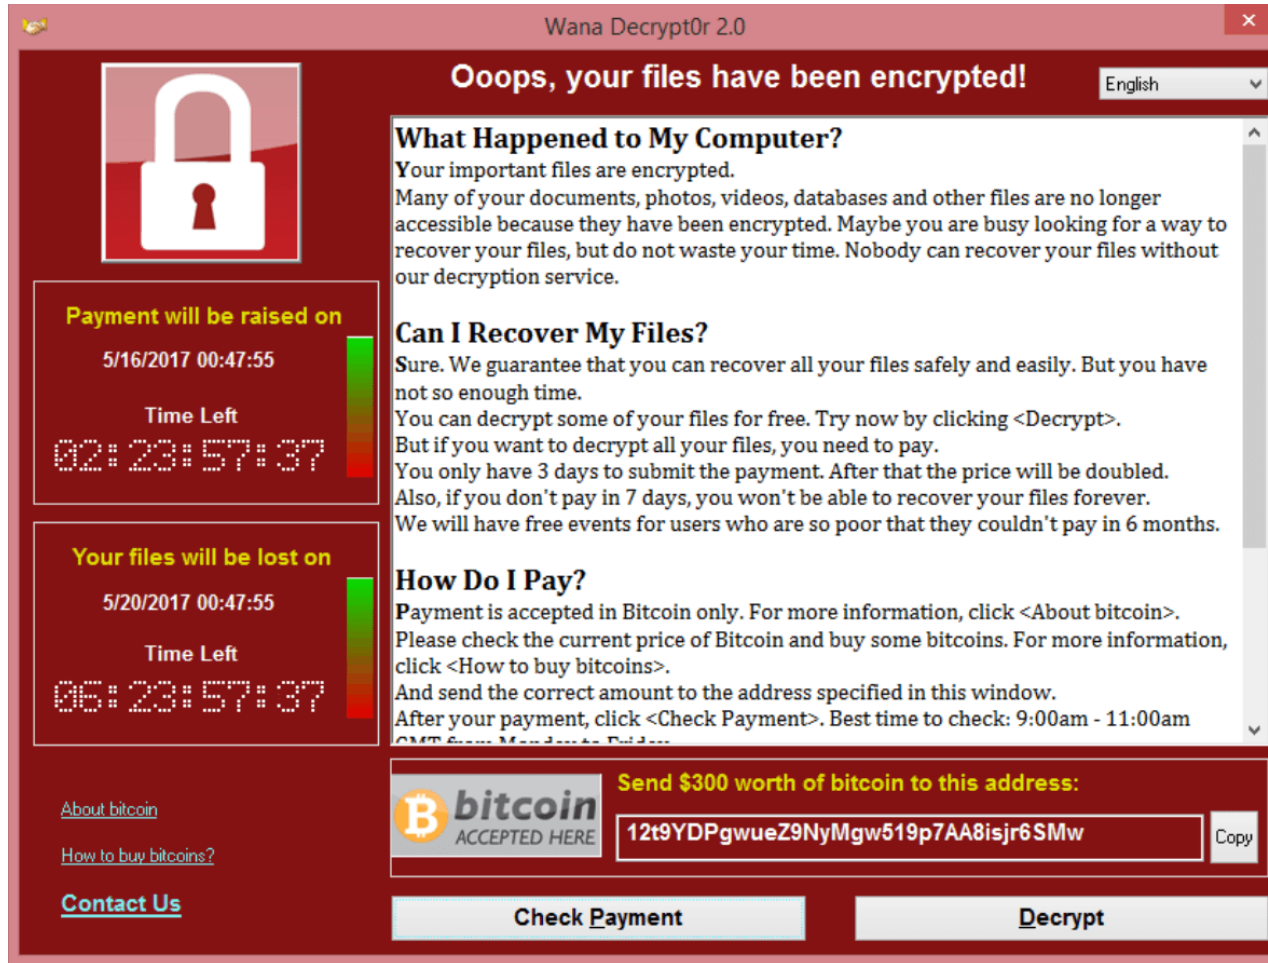 Wana Decrypt0r 2.0
Ooops, your files have been encrypted!
English
What Happened to My Computer?
Your important files are encrypted.
Many of your documents, photos, videos, databases and other files are no longer
accessible because they have been encrypted. Maybe you are busy looking for a way to
recover your files, but do not waste your time. Nobody can recover your files without
our decryption service.
Can I Recover My Files?
Sure. We guarantee that you can recover all your files safely and easily. But you have
not so enough time.
You can decrypt some of your files for free. Try now by clicking <Decrypt>.
But if you want to decrypt all your files, you need to pay.
You only have 3 days to submit the payment. After that the price will be doubled.
Also, if you don't pay in 7 days, you won't be able to recover your files forever.
We will have free events for users who are so poor that they couldn't pay in 6 months.
How Do I Pay?
Payment is accepted in Bitcoin only. For more information, click <About bitcoin>.
Please check the current price of Bitcoin and buy some bitcoins. For more information,
click <How to buy bitcoins>.
And send the correct amount to the address specified in this window.
After your payment, click <Check Payment>. Best time to check: 9:00am - 11:00am
GMT from Monday to Friday.
Payment will be raised on
5/16/2017 00:47:55
Time Left
02:23:57:37
Your files will be lost on
5/20/2017 00:47:55
Time Left
06:23:57:37
About bitcoin
How to buy bitcoins?
Contact Us
bitcoin
ACCEPTED HERE
Send $300 worth of bitcoin to this address:
12t9YDPgwueZ9NyMgw519p7AA8isjr6SMw
Copy
Check Payment
Decrypt